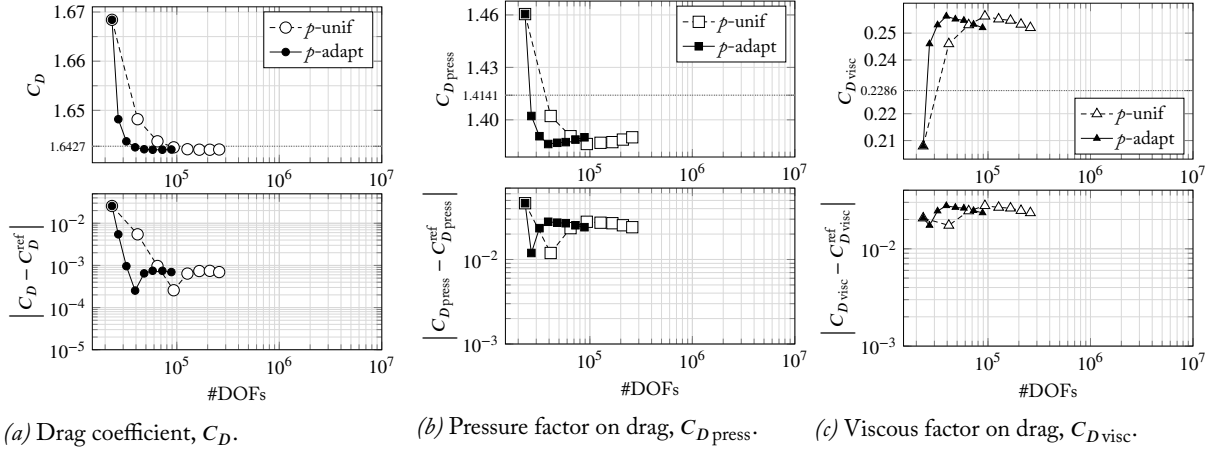 1.67
1.66
1.65
1.6427
C_D
p-unif
p-adapt
10^5
10^6
10^7
10^−2
10^−3
10^−4
10^−5
|C_D − C_D^ref|
10^5
10^6
10^7
#DOFs
(a) Drag coefficient, C_D.
1.46
1.43
1.4141
1.40
C_D press
p-unif
p-adapt
10^5
10^6
10^7
10^−2
10^−3
|C_D press − C_D press^ref|
10^5
10^6
10^7
#DOFs
(b) Pressure factor on drag, C_D press.
0.25
0.24
0.2286
0.22
0.21
C_D visc
p-unif
p-adapt
10^5
10^6
10^7
10^−2
10^−3
|C_D visc − C_D visc^ref|
10^5
10^6
10^7
#DOFs
(c) Viscous factor on drag, C_D visc.